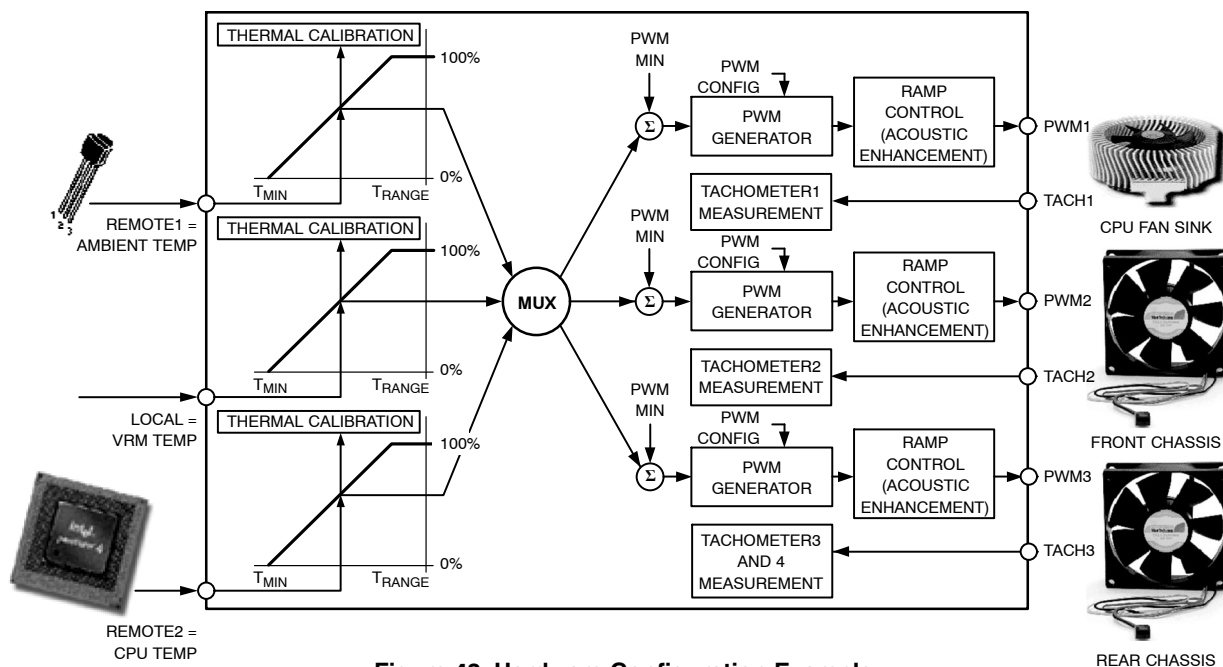 THERMAL CALIBRATION
100%
0%
TMIN
TRANGE
REMOTE1 =
AMBIENT TEMP
THERMAL CALIBRATION
100%
0%
TMIN
TRANGE
LOCAL =
VRM TEMP
THERMAL CALIBRATION
100%
0%
TMIN
TRANGE
REMOTE2 =
CPU TEMP
1
2
3
intel
MUX
PWM
MIN
Σ
PWM
CONFIG
PWM
GENERATOR
RAMP
CONTROL
(ACOUSTIC
ENHANCEMENT)
PWM1
TACHOMETER1
MEASUREMENT
TACH1
CPU FAN SINK
PWM
MIN
Σ
PWM
CONFIG
PWM
GENERATOR
RAMP
CONTROL
(ACOUSTIC
ENHANCEMENT)
PWM2
TACHOMETER2
MEASUREMENT
TACH2
FRONT CHASSIS
PWM
MIN
Σ
PWM
CONFIG
PWM
GENERATOR
RAMP
CONTROL
(ACOUSTIC
ENHANCEMENT)
PWM3
TACHOMETER3
AND 4
MEASUREMENT
TACH3
REAR CHASSIS